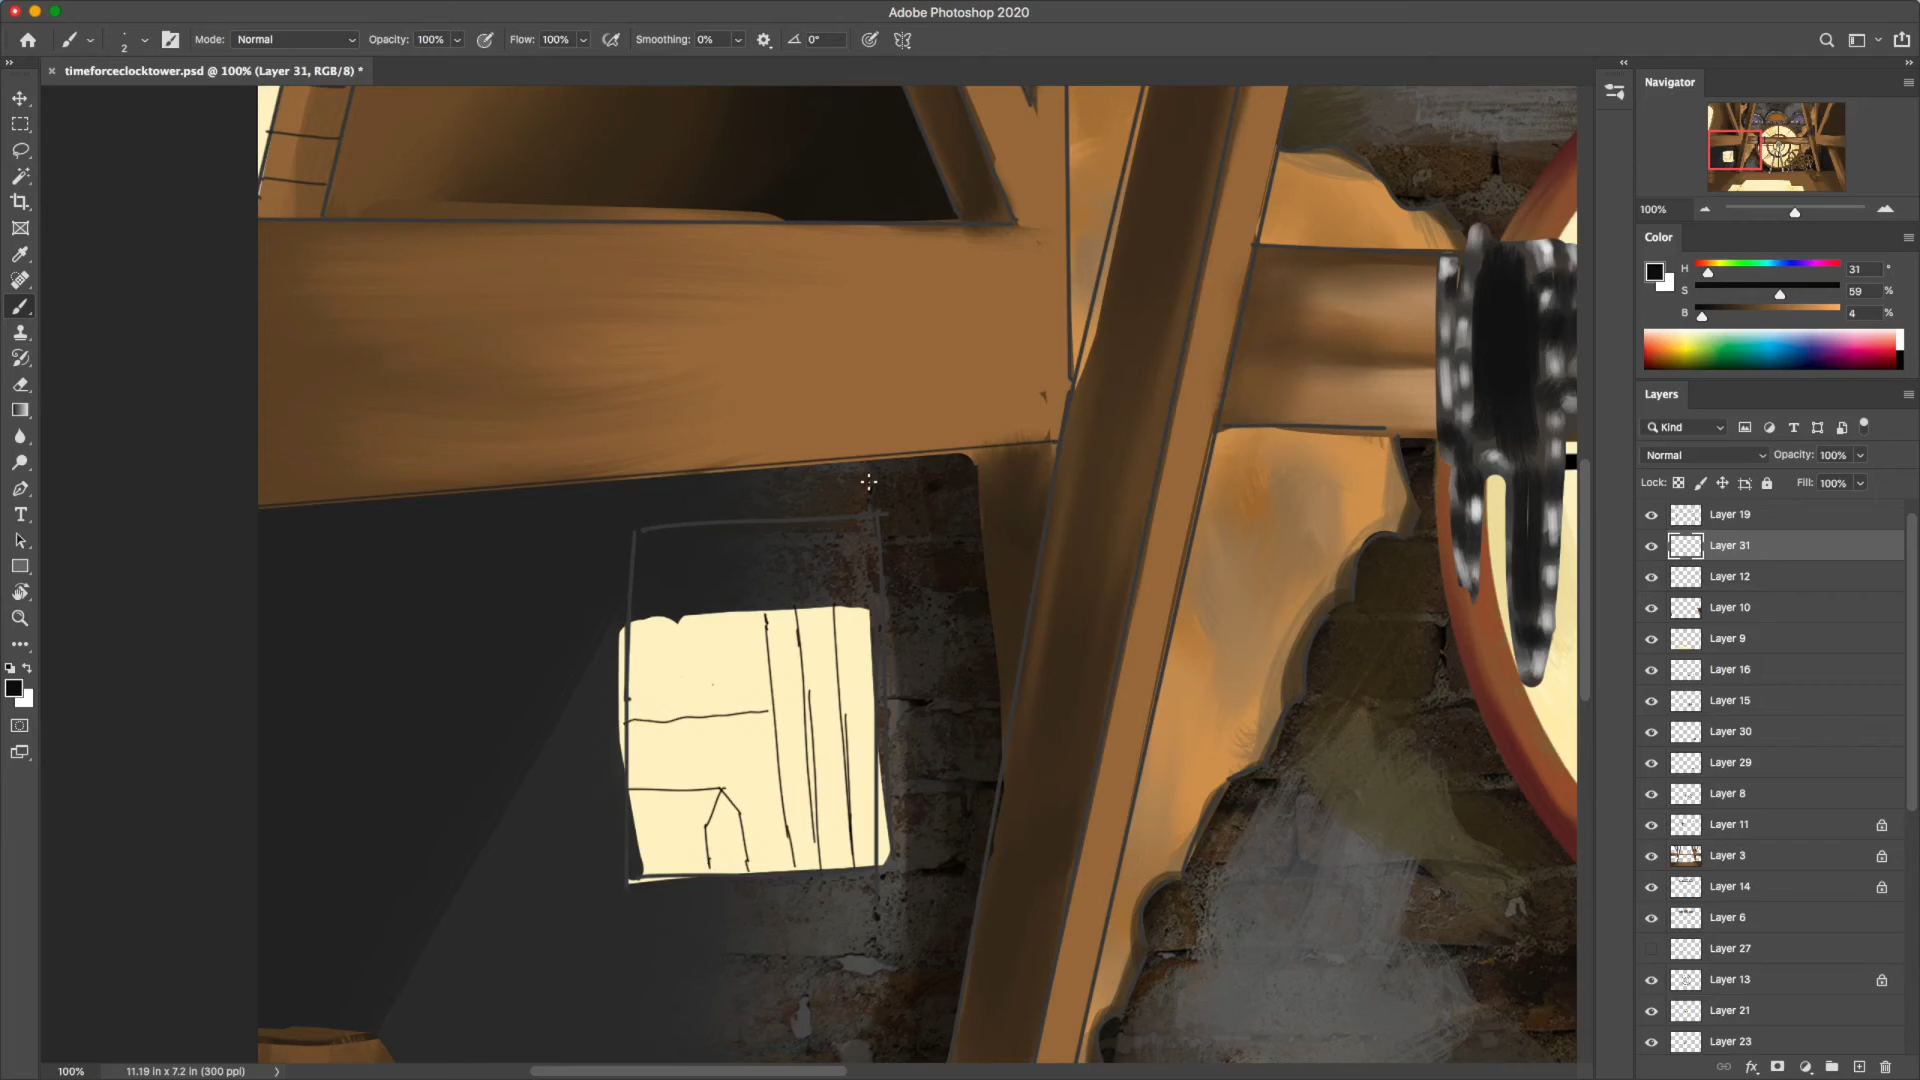 Adobe Photoshop 2020
2
Mode: Normal
Opacity: 100%
Flow: 100%
Smoothing: 0%
0°
timeforceclocktower.psd @ 100% (Layer 31, RGB/8) *
Navigator
100%
Color
H 31 °
S 59 %
B 4 %
Layers
Kind
Normal
Opacity: 100%
Lock:
Fill: 100%
Layer 19
Layer 31
Layer 12
Layer 10
Layer 9
Layer 16
Layer 15
Layer 30
Layer 29
Layer 8
Layer 11
Layer 3
Layer 14
Layer 6
Layer 27
Layer 13
Layer 21
Layer 23
fx
100%
11.19 in x 7.2 in (300 ppi)